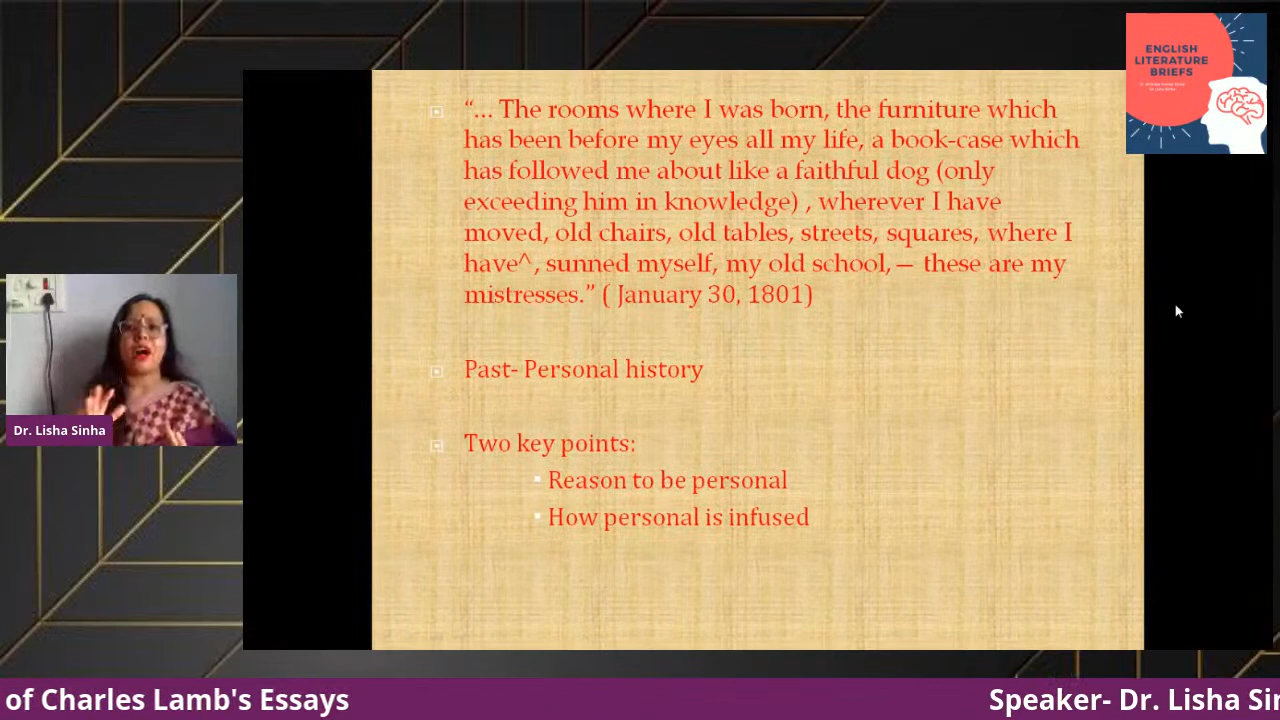 ENGLISH
LITERATURE
BRIEFS
“... The rooms where I was born, the furniture which
has been before my eyes all my life, a book-case which
has followed me about like a faithful dog (only
exceeding him in knowledge) , wherever I have
moved, old chairs, old tables, streets, squares, where I
have^, sunned myself, my old school,— these are my
mistresses.” ( January 30, 1801)
Past- Personal history
Two key points:
Reason to be personal
How personal is infused
Dr. Lisha Sinha
of Charles Lamb's Essays
Speaker- Dr. Lisha Sin